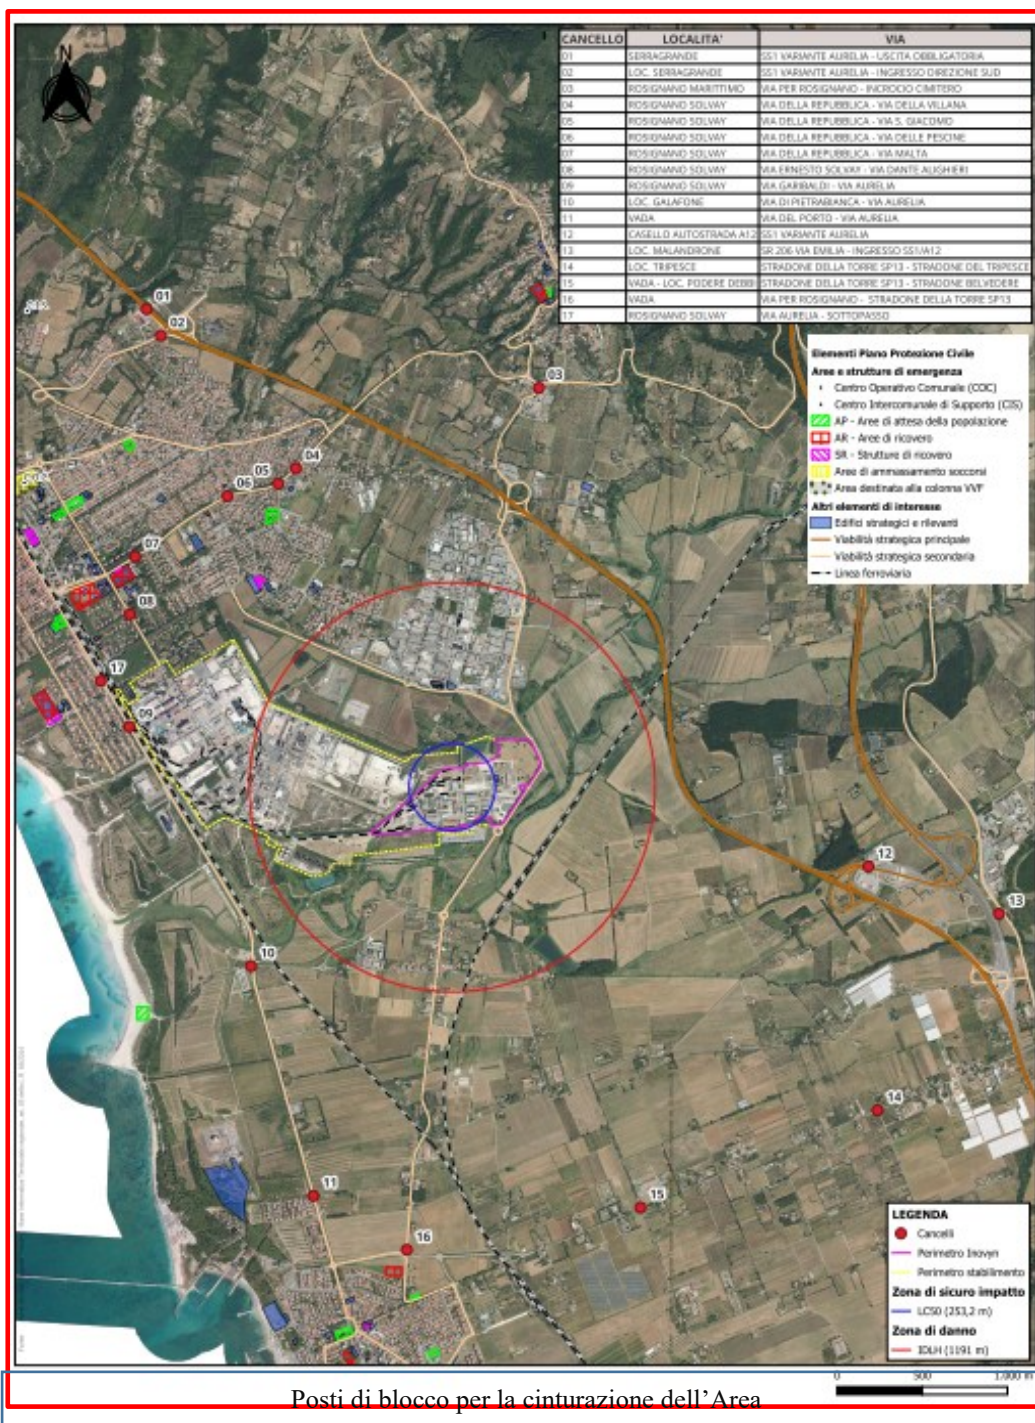 N
CANCELLO LOCALITA' VIA
01 SERRAGRANDE SS1 VARIANTE AURELIA - USCITA OBBLIGATORIA
02 LOC. SERRAGRANDE SS1 VARIANTE AURELIA - INGRESSO DIREZIONE SUD
03 ROSIGNANO MARITTIMO VIA PER ROSIGNANO - INCROCIO CIMITERO
04 ROSIGNANO SOLVAY VIA DELLA REPUBBLICA - VIA DELLA VILLANA
05 ROSIGNANO SOLVAY VIA DELLA REPUBBLICA - VIA S. GIACOMO
06 ROSIGNANO SOLVAY VIA DELLA REPUBBLICA - VIA DELLE PESCINE
07 ROSIGNANO SOLVAY VIA DELLA REPUBBLICA - VIA MALTA
08 ROSIGNANO SOLVAY VIA ERNESTO SOLVAY - VIA DANTE ALIGHIERI
09 ROSIGNANO SOLVAY VIA GARIBALDI - VIA AURELIA
10 LOC. GALAFONE VIA DI PIETRABIANCA - VIA AURELIA
11 VADA VIA DEL PORTO - VIA AURELIA
12 CASELLO AUTOSTRADA A12 SS1 VARIANTE AURELIA
13 LOC. MALANDRONE SR 206 VIA EMILIA - INGRESSO SS1/A12
14 LOC. TRIPESCE STRADONE DELLA TORRE SP13 - STRADONE DEL TRIPESCE
15 VADA - LOC. PODERE DEBBI STRADONE DELLA TORRE SP13 - STRADONE BELVEDERE
16 VADA VIA PER ROSIGNANO - STRADONE DELLA TORRE SP13
17 ROSIGNANO SOLVAY VIA AURELIA - SOTTOPASSO
01
02
03
04
05
06
07
08
17
09
10
11
12
13
14
15
16
Elementi Piano Protezione Civile
Aree e strutture di emergenza
Centro Operativo Comunale (COC)
Centro Intercomunale di Supporto (CIS)
AP - Aree di attesa della popolazione
AR - Aree di ricovero
SR - Strutture di ricovero
Aree di ammassamento soccorsi
Area destinata alla colonna VVF
Altri elementi di interesse
Edifici strategici e rilevanti
Viabilità strategica principale
Viabilità strategica secondaria
Linea ferroviaria
LEGENDA
Cancelli
Perimetro Inovyn
Perimetro stabilimento
Zona di sicuro impatto
LC50 (253,2 m)
Zona di danno
IDLH (1191 m)
0 500 1.000 m
Posti di blocco per la cinturazione dell'Area